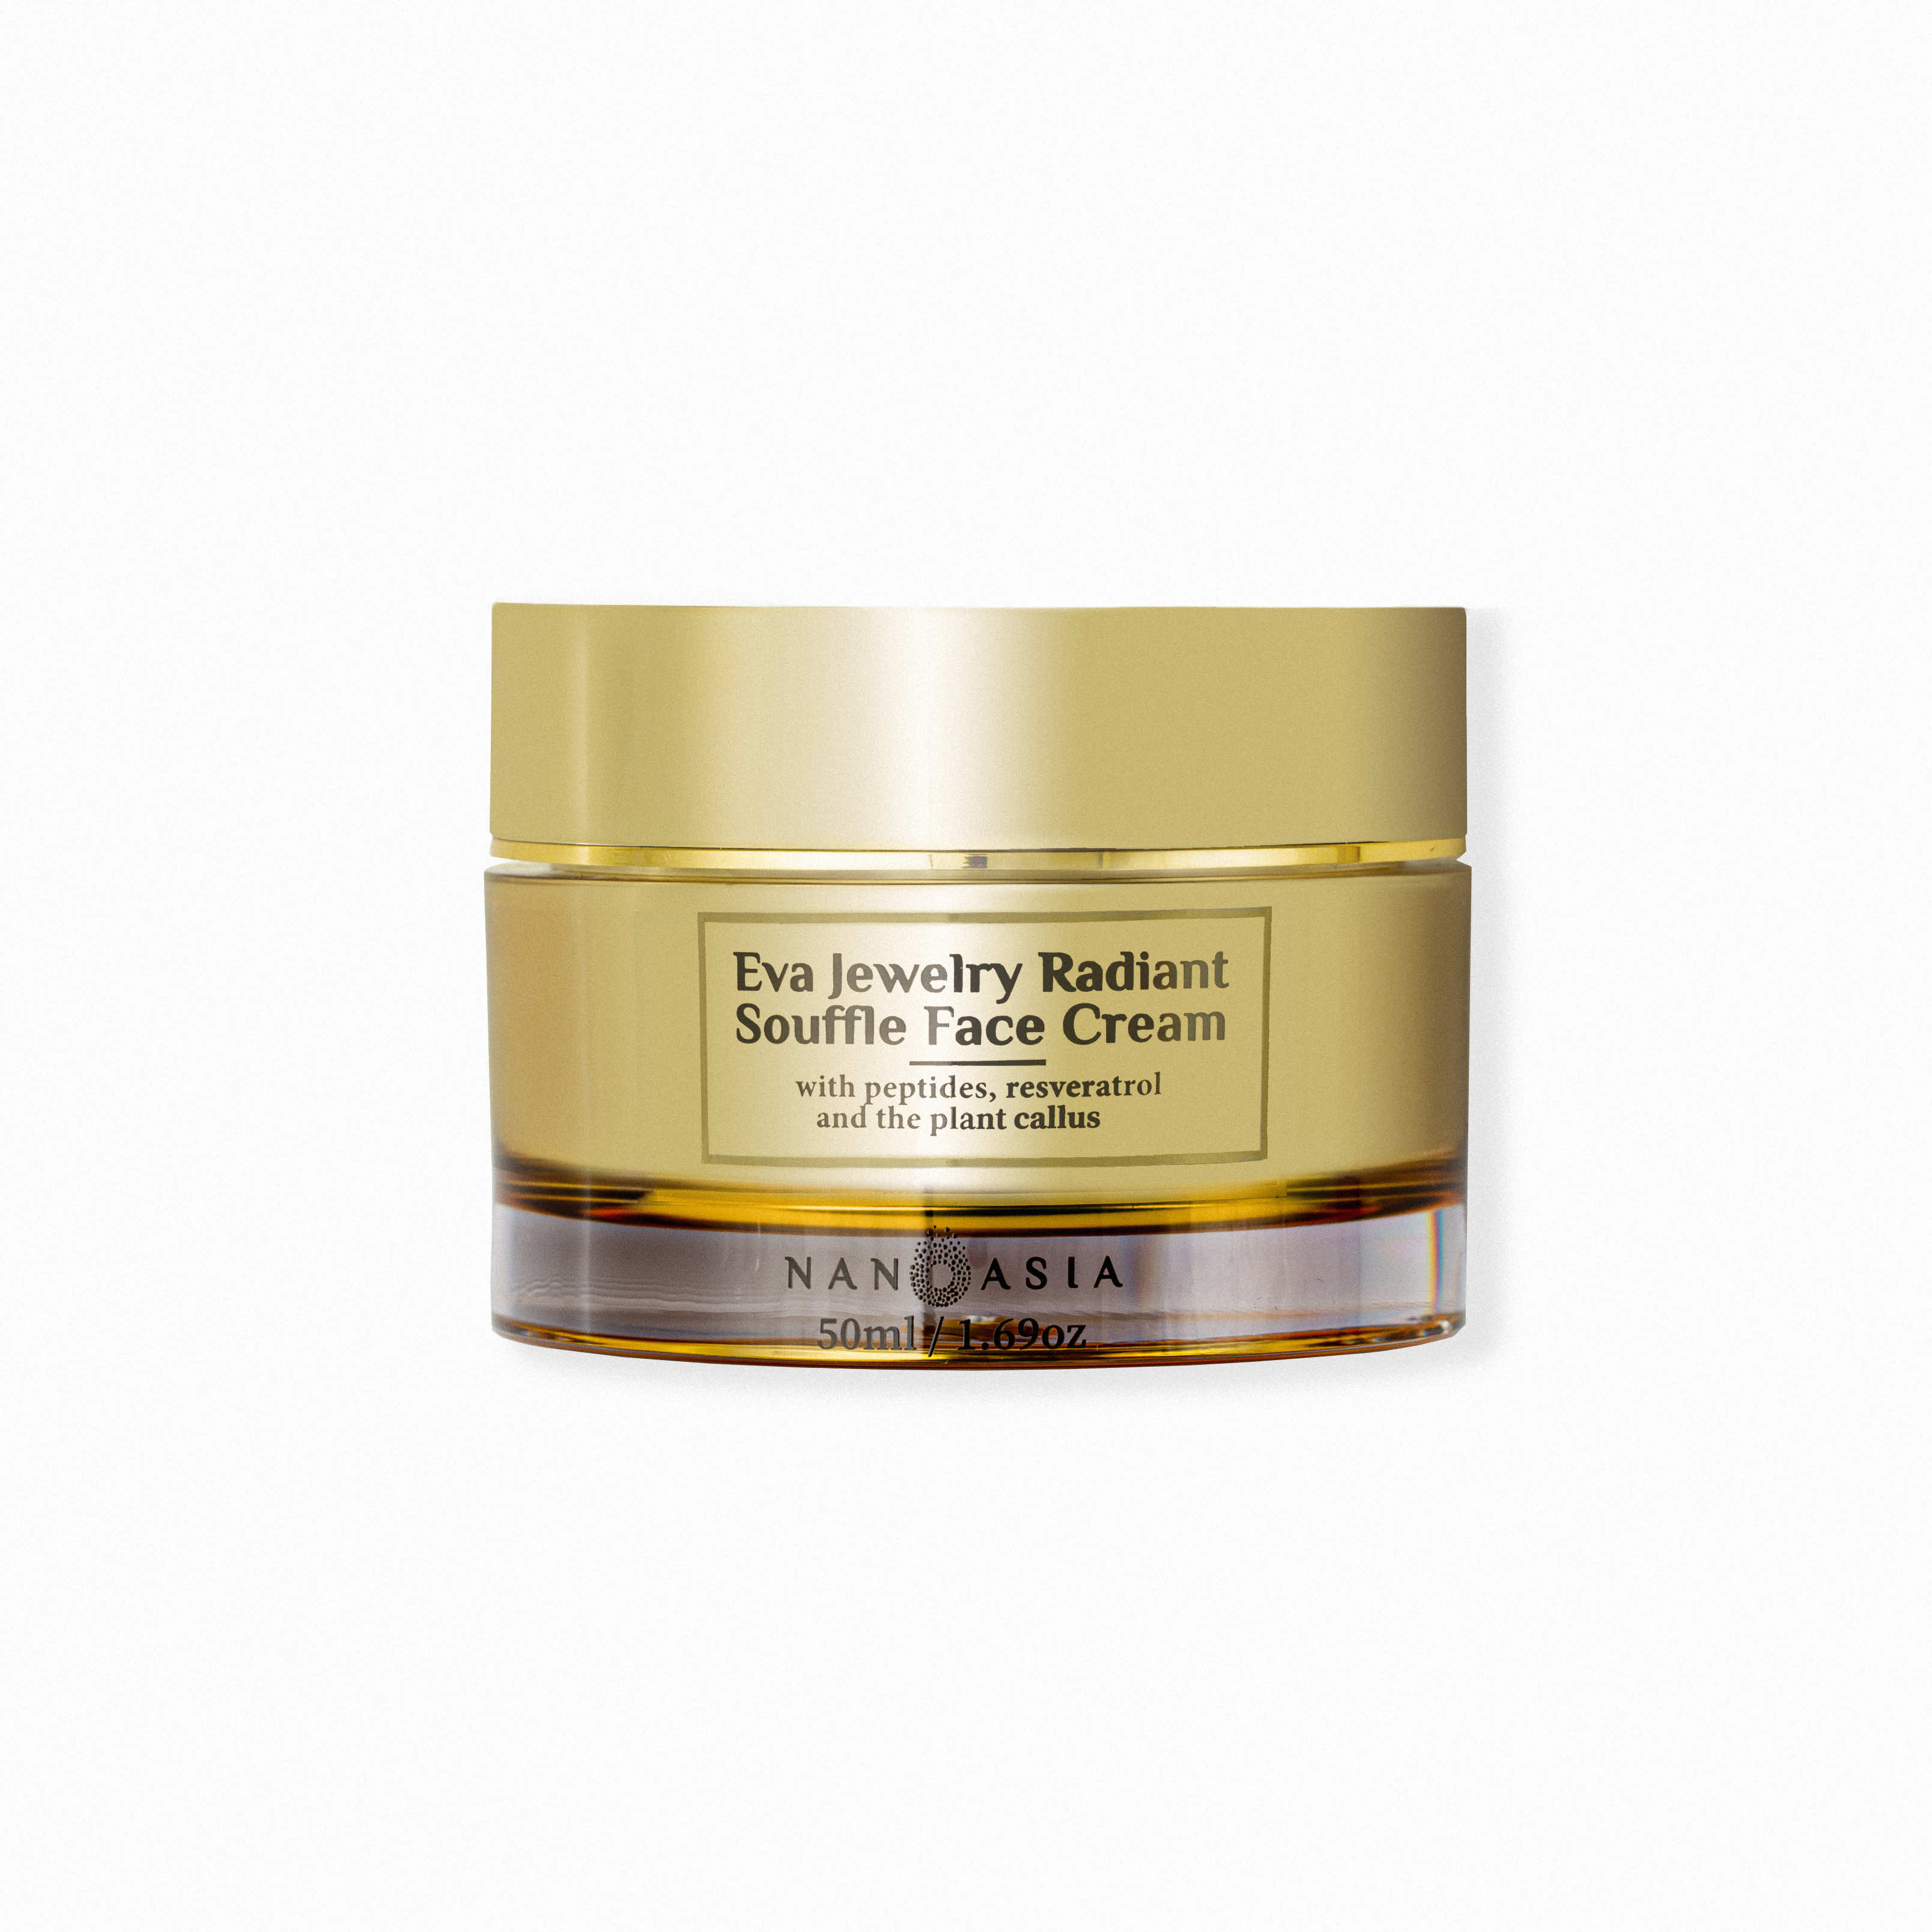 Eva Jewelry Radiant
Souffle Face Cream
with peptides, resveratrol
and the plant callus
NANOASIA
50ml / 1.69oz